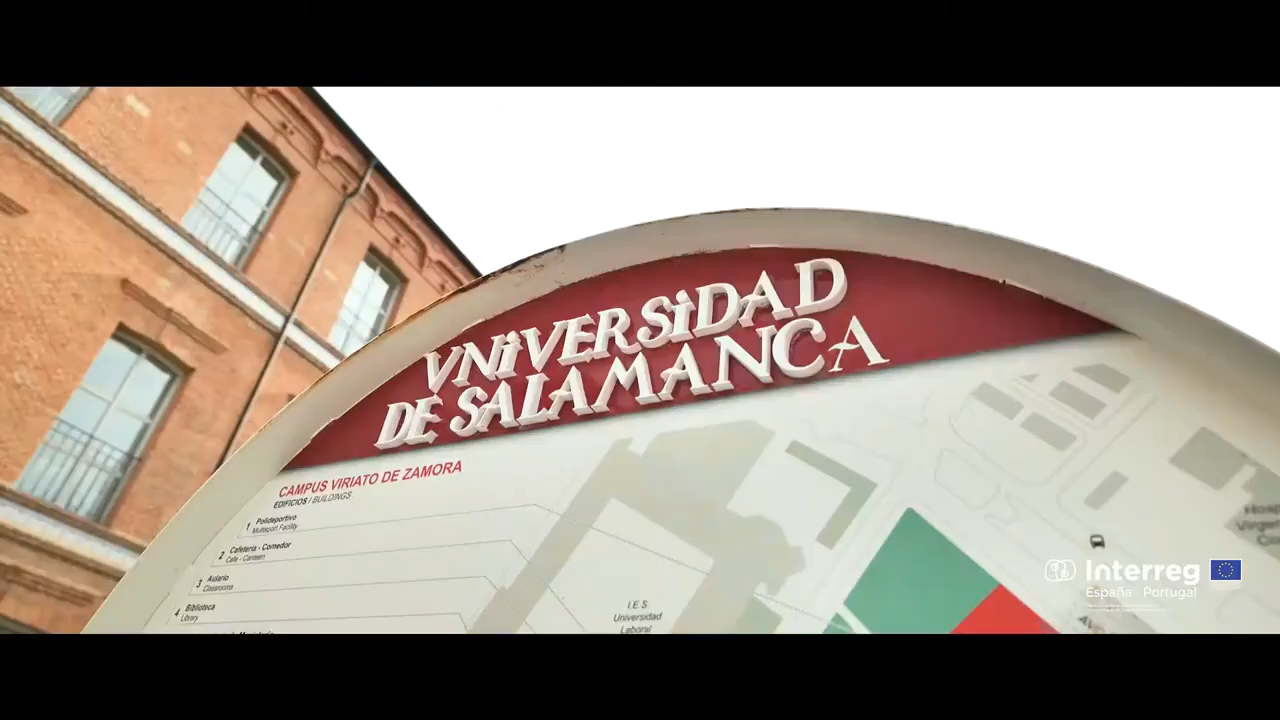 VNiVERSiDAD
DE SALAMANCA
CAMPUS VIRIATO DE ZAMORA
EDIFICIOS / BUILDINGS
1 Polideportivo
Multisport Facility
2 Cafetería - Comedor
Café - Canteen
3 Aulario
Classrooms
4 Biblioteca
Library
I.E.S.
Universidad
Laboral
Interreg
España - Portugal